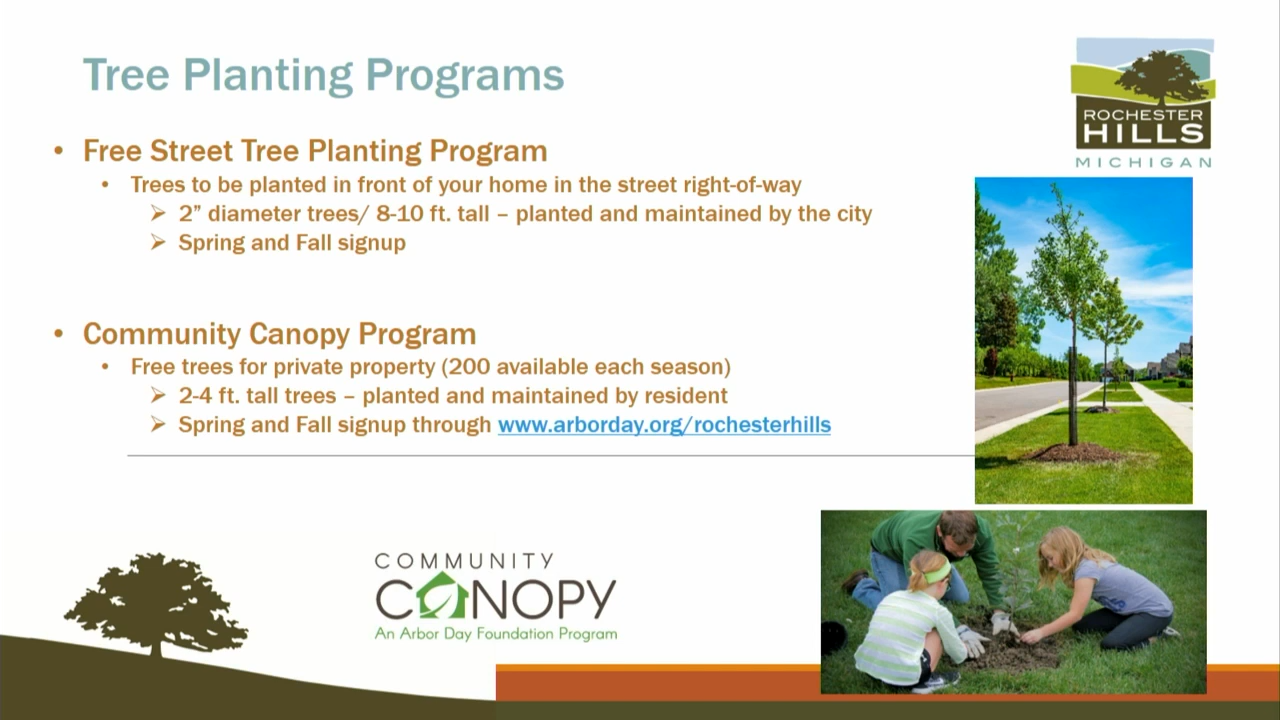 Tree Planting Programs
ROCHESTER
HILLS
MICHIGAN
• Free Street Tree Planting Program
• Trees to be planted in front of your home in the street right-of-way
➢ 2” diameter trees/ 8-10 ft. tall – planted and maintained by the city
➢ Spring and Fall signup
• Community Canopy Program
• Free trees for private property (200 available each season)
➢ 2-4 ft. tall trees – planted and maintained by resident
➢ Spring and Fall signup through www.arborday.org/rochesterhills
COMMUNITY
CANOPY
An Arbor Day Foundation Program